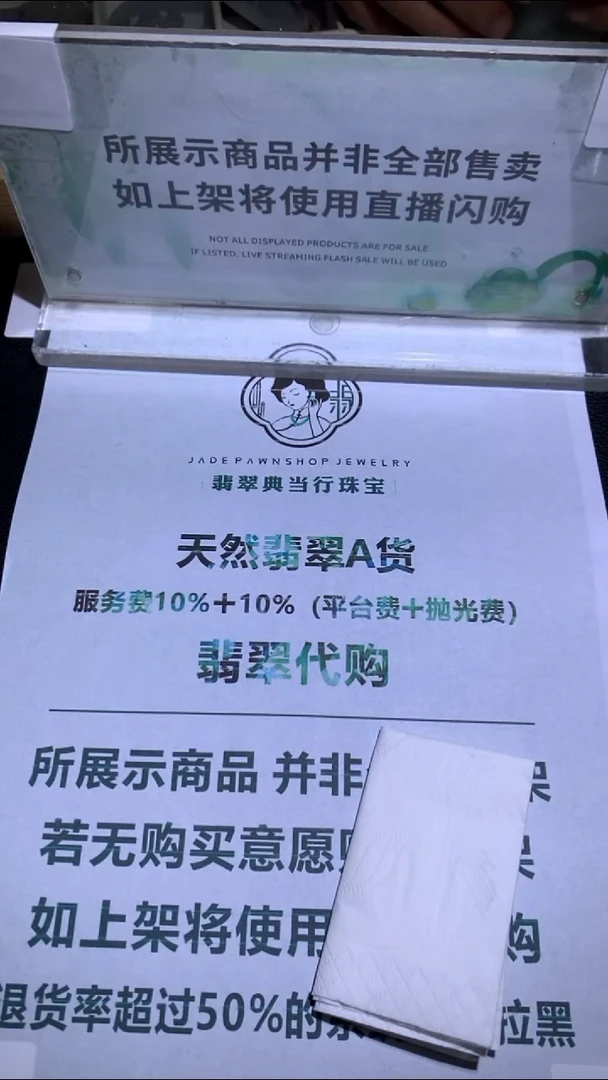 所展示商品并非全部售卖
如上架将使用直播闪购
NOT ALL DISPLAYED PRODUCTS ARE FOR SALE
IF LISTED, LIVE STREAMING FLASH SALE WILL BE USED
翡
JADE PAWNSHOP JEWELRY
翡翠典当行珠宝
天然翡翠A货
服务费10%+10%（平台费+抛光费）
翡翠代购
所展示商品 并非
若无购买意愿
如上架将使用 购
退货率超过50%的 拉黑